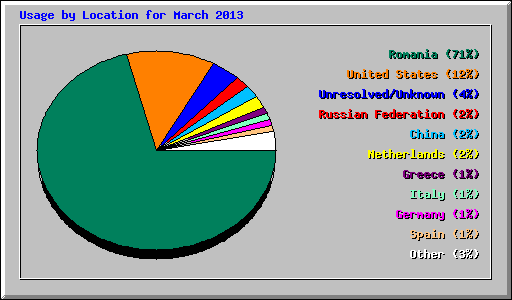 Usage by Location for March 2013
Romania (71%)
United States (12%)
Unresolved/Unknown (4%)
Russian Federation (2%)
China (2%)
Netherlands (2%)
Greece (1%)
Italy (1%)
Germany (1%)
Spain (1%)
Other (3%)